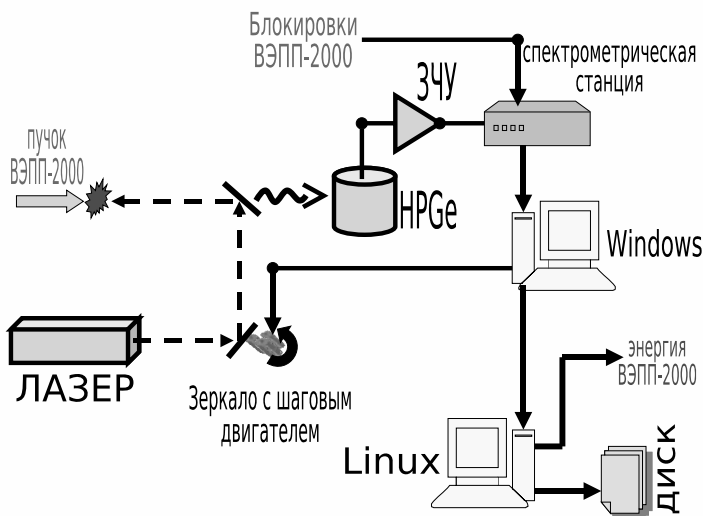 Блокировки
ВЭПП-2000
спектрометрическая
станция
ЗЧУ
пучок
ВЭПП-2000
HPGe
Windows
ЛАЗЕР
Зеркало с шаговым
двигателем
энергия
ВЭПП-2000
Linux
диск